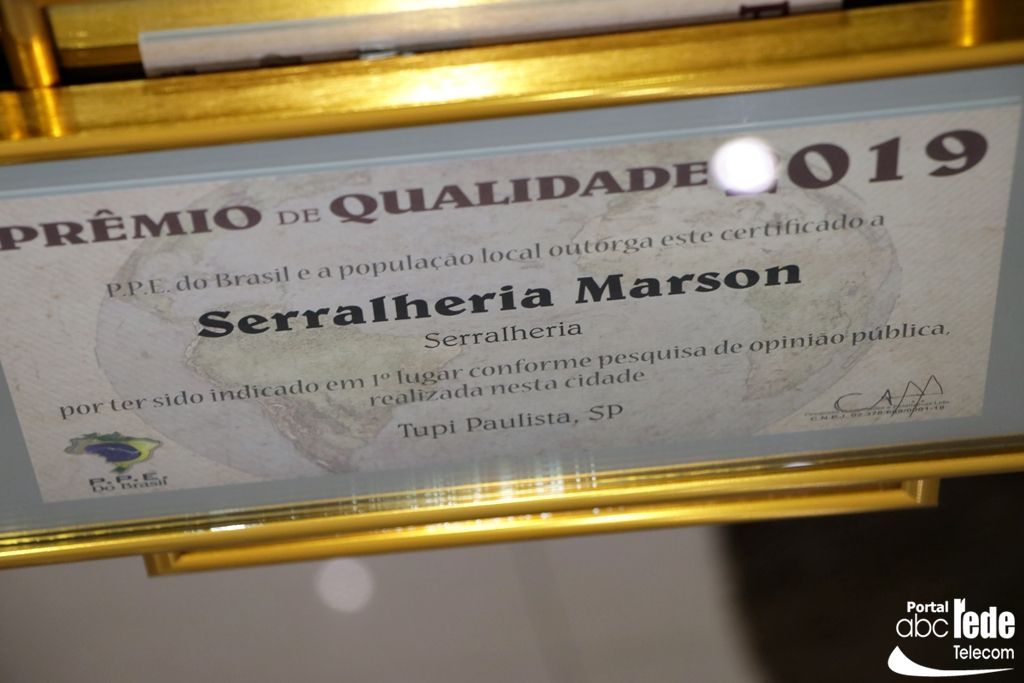 PRÊMIO DE QUALIDADE 2019
P.P.E. do Brasil e a população local outorga este certificado a
Serralheria Marson
Serralheria
por ter sido indicado em 1º lugar conforme pesquisa de opinião pública,
realizada nesta cidade
Tupi Paulista, SP
P.P.E.
Do Brasil
Portal
abc rede
Telecom